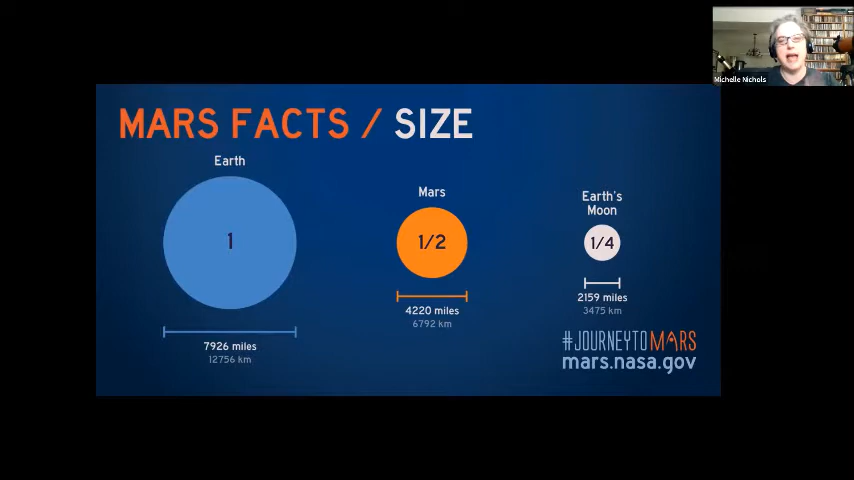 Michelle Nichols
MARS FACTS / SIZE
Earth
1
7926 miles
12756 km
Mars
1/2
4220 miles
6792 km
Earth's
Moon
1/4
2159 miles
3475 km
#JOURNEYTOMARS
mars.nasa.gov